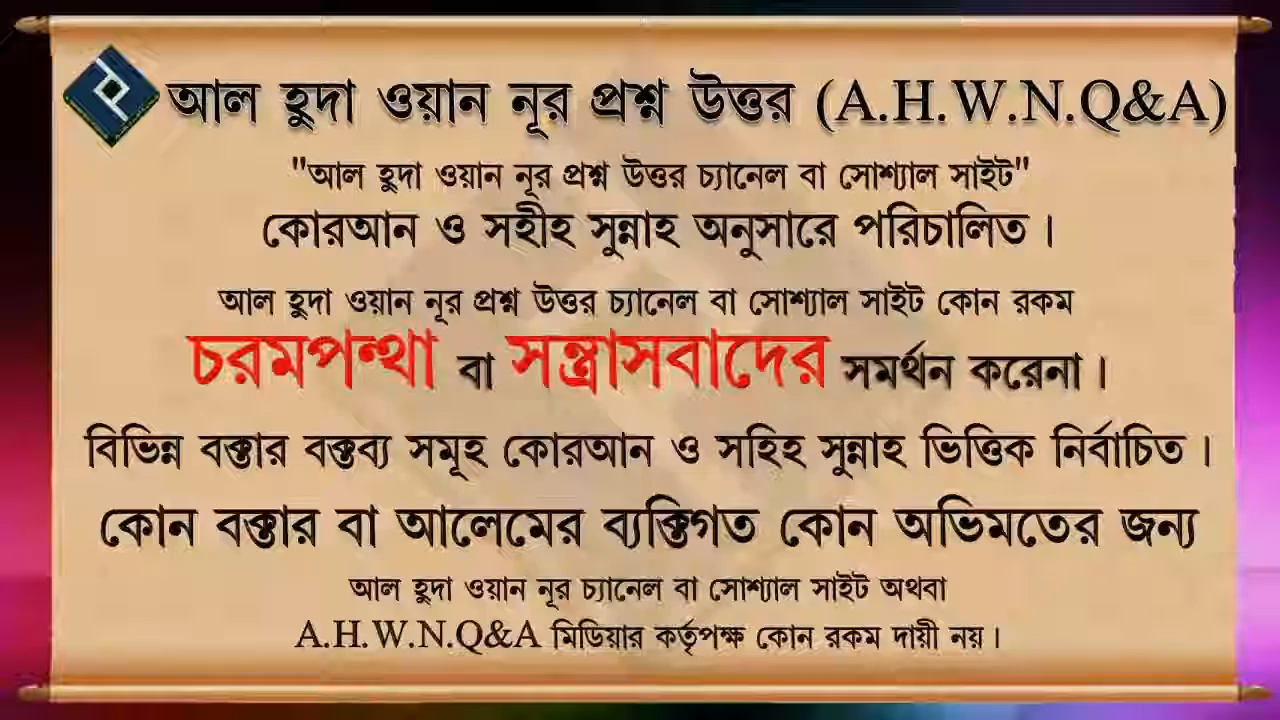 আল হুদা ওয়ান নূর প্রশ্ন উত্তর (A.H.W.N.Q&A)
"আল হুদা ওয়ান নূর প্রশ্ন উত্তর চ্যানেল বা সোশ্যাল সাইট"
কোরআন ও সহীহ সুন্নাহ অনুসারে পরিচালিত ।
আল হুদা ওয়ান নূর প্রশ্ন উত্তর চ্যানেল বা সোশ্যাল সাইট কোন রকম
চরমপন্থা বা সন্ত্রাসবাদের সমর্থন করেনা ।
বিভিন্ন বক্তার বক্তব্য সমূহ কোরআন ও সহিহ সুন্নাহ ভিত্তিক নির্বাচিত ।
কোন বক্তার বা আলেমের ব্যক্তিগত কোন অভিমতের জন্য
আল হুদা ওয়ান নূর চ্যানেল বা সোশ্যাল সাইট অথবা
A.H.W.N.Q&A মিডিয়ার কর্তৃপক্ষ কোন রকম দায়ী নয় ।